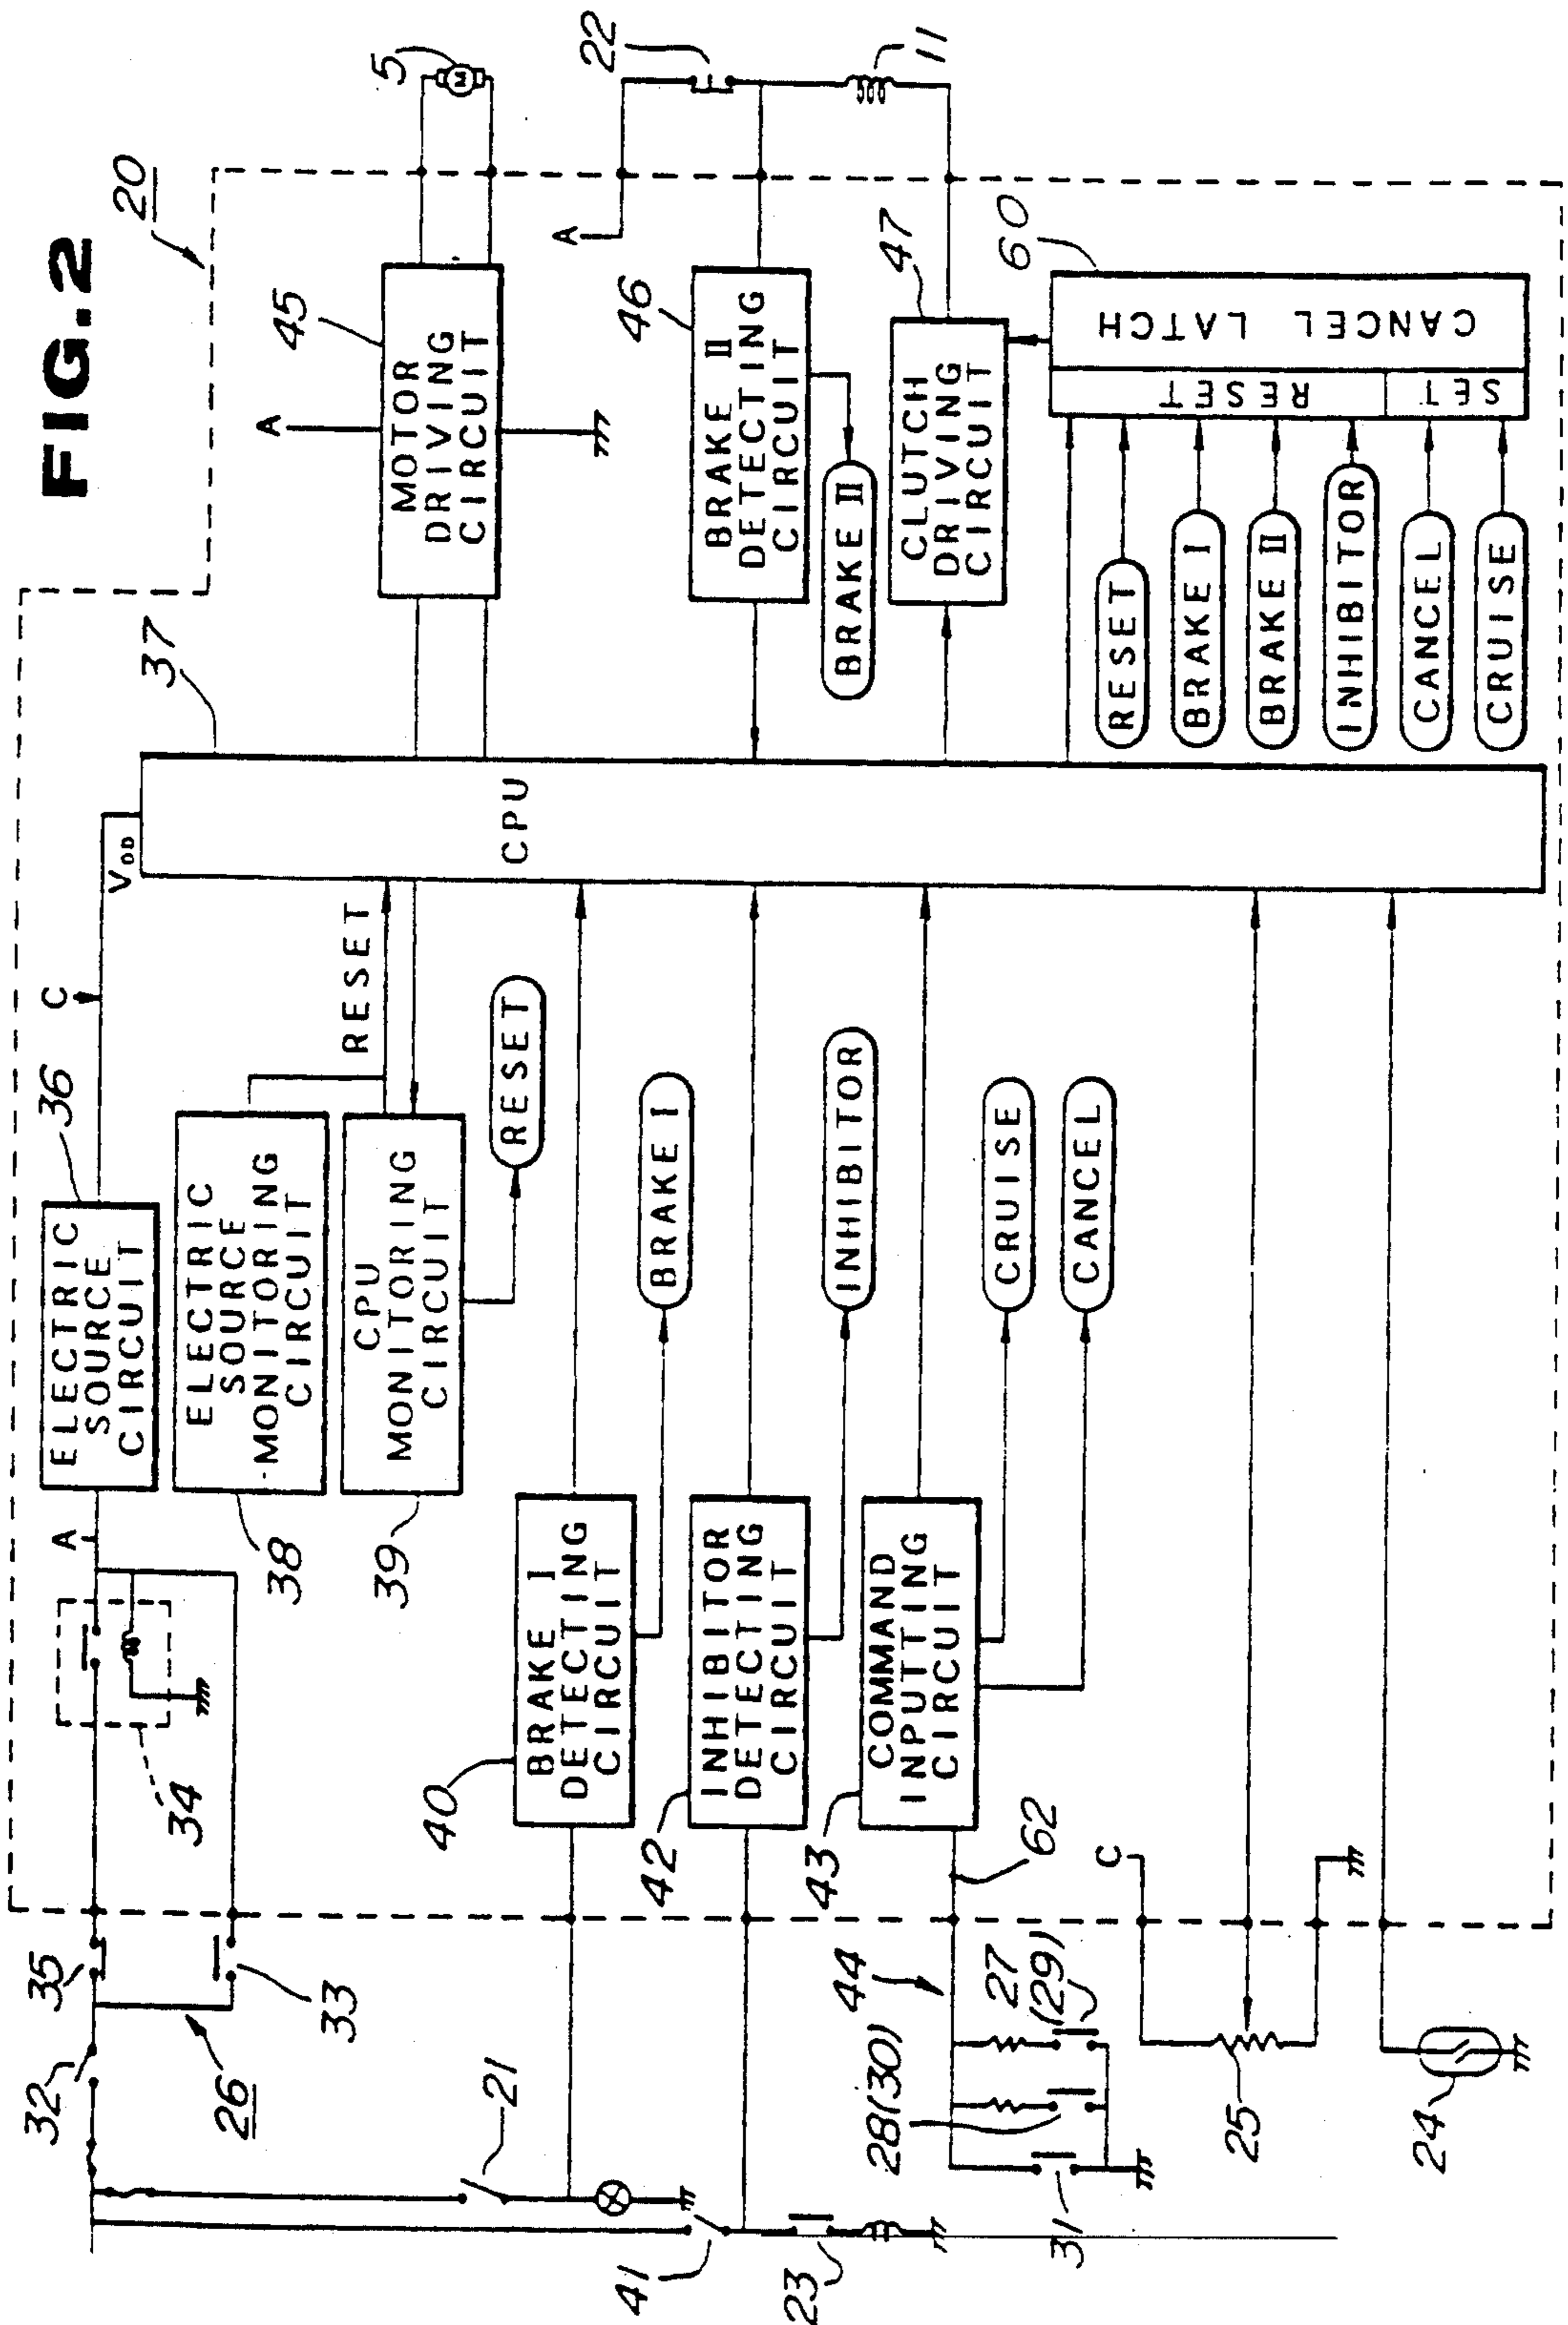 FIG.2
20
32
35
A
ELECTRIC
SOURCE
CIRCUIT
36
C
VDD
37
CPU
26
33
34
38
ELECTRIC
SOURCE
MONITORING
CIRCUIT
RESET
39
CPU
MONITORING
CIRCUIT
RESET
21
40
BRAKE I
DETECTING
CIRCUIT
BRAKE I
41
23
42
INHIBITOR
DETECTING
CIRCUIT
INHIBITOR
43
COMMAND
INPUTTING
CIRCUIT
CRUISE
CANCEL
62
44
27
(29)
28(30)
31
C
25
24
A
45
MOTOR
DRIVING
CIRCUIT
5
M
22
A
46
BRAKE II
DETECTING
CIRCUIT
BRAKE II
11
47
CLUTCH
DRIVING
CIRCUIT
60
RESET
BRAKE I
BRAKE II
INHIBITOR
CANCEL
CRUISE
RESET
SET
CANCEL LATCH